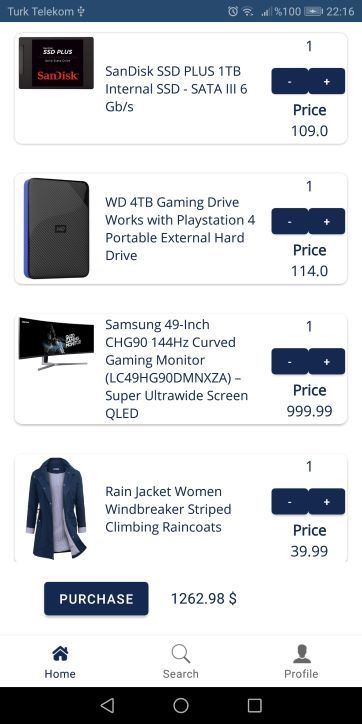 Turk Telekom %100 22:16
SanDisk
SSD PLUS
SanDisk
SanDisk SSD PLUS 1TB
Internal SSD - SATA III 6
Gb/s
1
- +
Price
109.0
WD
WD 4TB Gaming Drive
Works with Playstation 4
Portable External Hard
Drive
1
- +
Price
114.0
Samsung 49-Inch
CHG90 144Hz Curved
Gaming Monitor
(LC49HG90DMNXZA) –
Super Ultrawide Screen
QLED
1
- +
Price
999.99
Rain Jacket Women
Windbreaker Striped
Climbing Raincoats
1
- +
Price
39.99
PURCHASE 1262.98 $
Home Search Profile